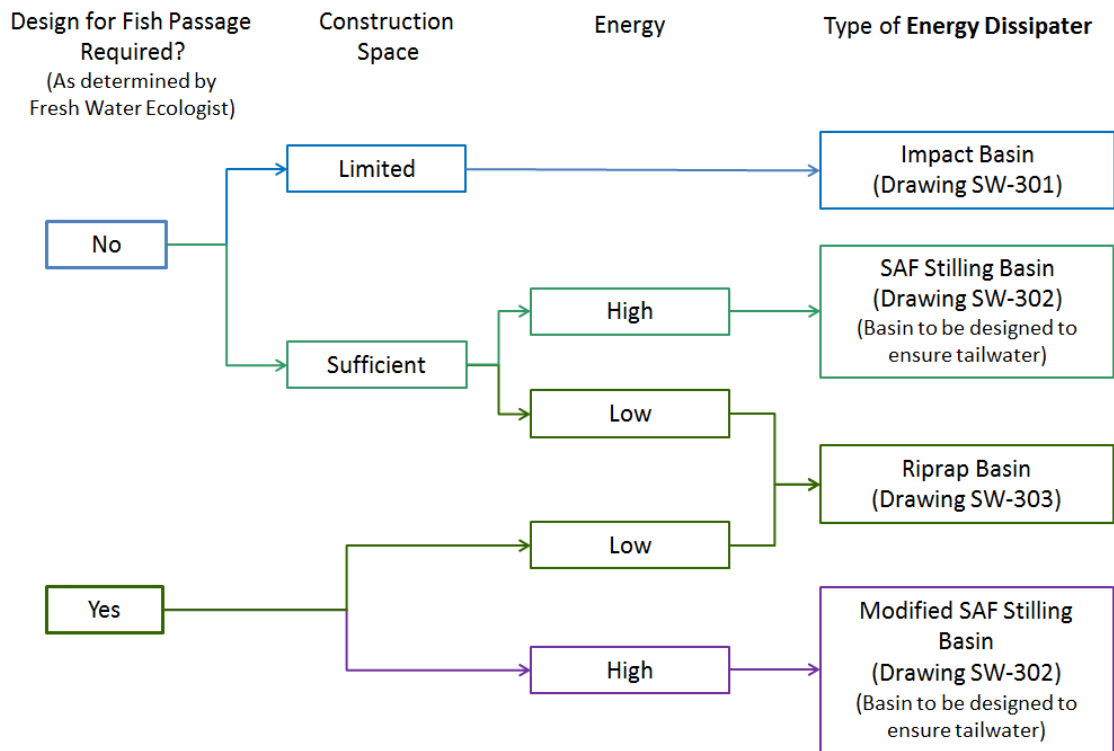 Design for Fish Passage
Required?
(As determined by
Fresh Water Ecologist)
Construction
Space
Energy
Type of Energy Dissipater
Limited
Impact Basin
(Drawing SW-301)
No
SAF Stilling Basin
(Drawing SW-302)
(Basin to be designed to
ensure tailwater)
High
Sufficient
Low
Riprap Basin
(Drawing SW-303)
Low
Yes
Modified SAF Stilling
Basin
(Drawing SW-302)
(Basin to be designed to
ensure tailwater)
High